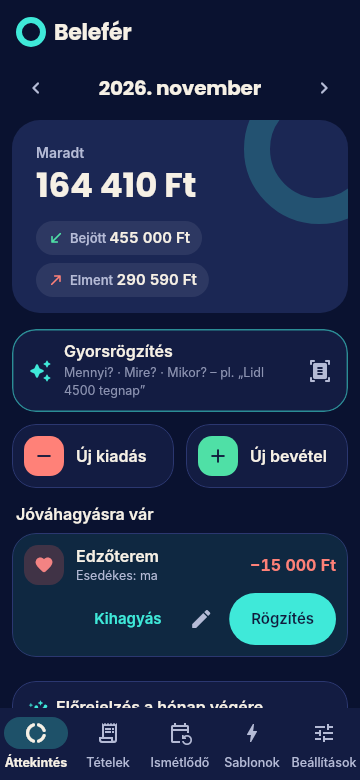 Belefér
2026. november
Maradt
164 410 Ft
Bejött 455 000 Ft
Elment 290 590 Ft
Gyorsrögzítés
Mennyi? · Mire? · Mikor? – pl. „Lidl
4500 tegnap”
Új kiadás
Új bevétel
Jóváhagyásra vár
Edzőterem
−15 000 Ft
Esedékes: ma
Kihagyás
Rögzítés
Előrejelzés a hónap végére
Áttekintés
Tételek
Ismétlődő
Sablonok
Beállítások